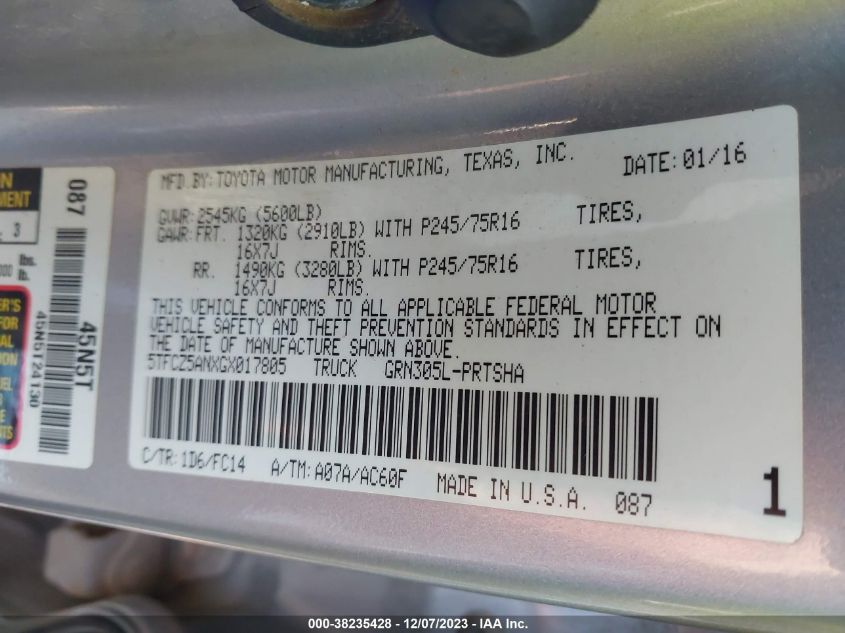 MFD.BY:TOYOTA MOTOR MANUFACTURING, TEXAS, INC. DATE:01/16
GVWR:2545KG (5600LB)
GAWR:FRT. 1320KG (2910LB) WITH P245/75R16 TIRES,
16X7J RIMS.
RR. 1490KG (3280LB) WITH P245/75R16 TIRES,
16X7J RIMS.
THIS VEHICLE CONFORMS TO ALL APPLICABLE FEDERAL MOTOR
VEHICLE SAFETY AND THEFT PREVENTION STANDARDS IN EFFECT ON
THE DATE OF MANUFACTURE SHOWN ABOVE.
5TFCZ5ANXGX017805 TRUCK GRN305L-PRTSHA
C/TR:1D6/FC14 A/TM:A07A/AC60F MADE IN U.S.A. 087
1
087
45N5T
45N5T24130
3
lbs.
lb.
FOR
000-38235428 - 12/07/2023 - IAA Inc.